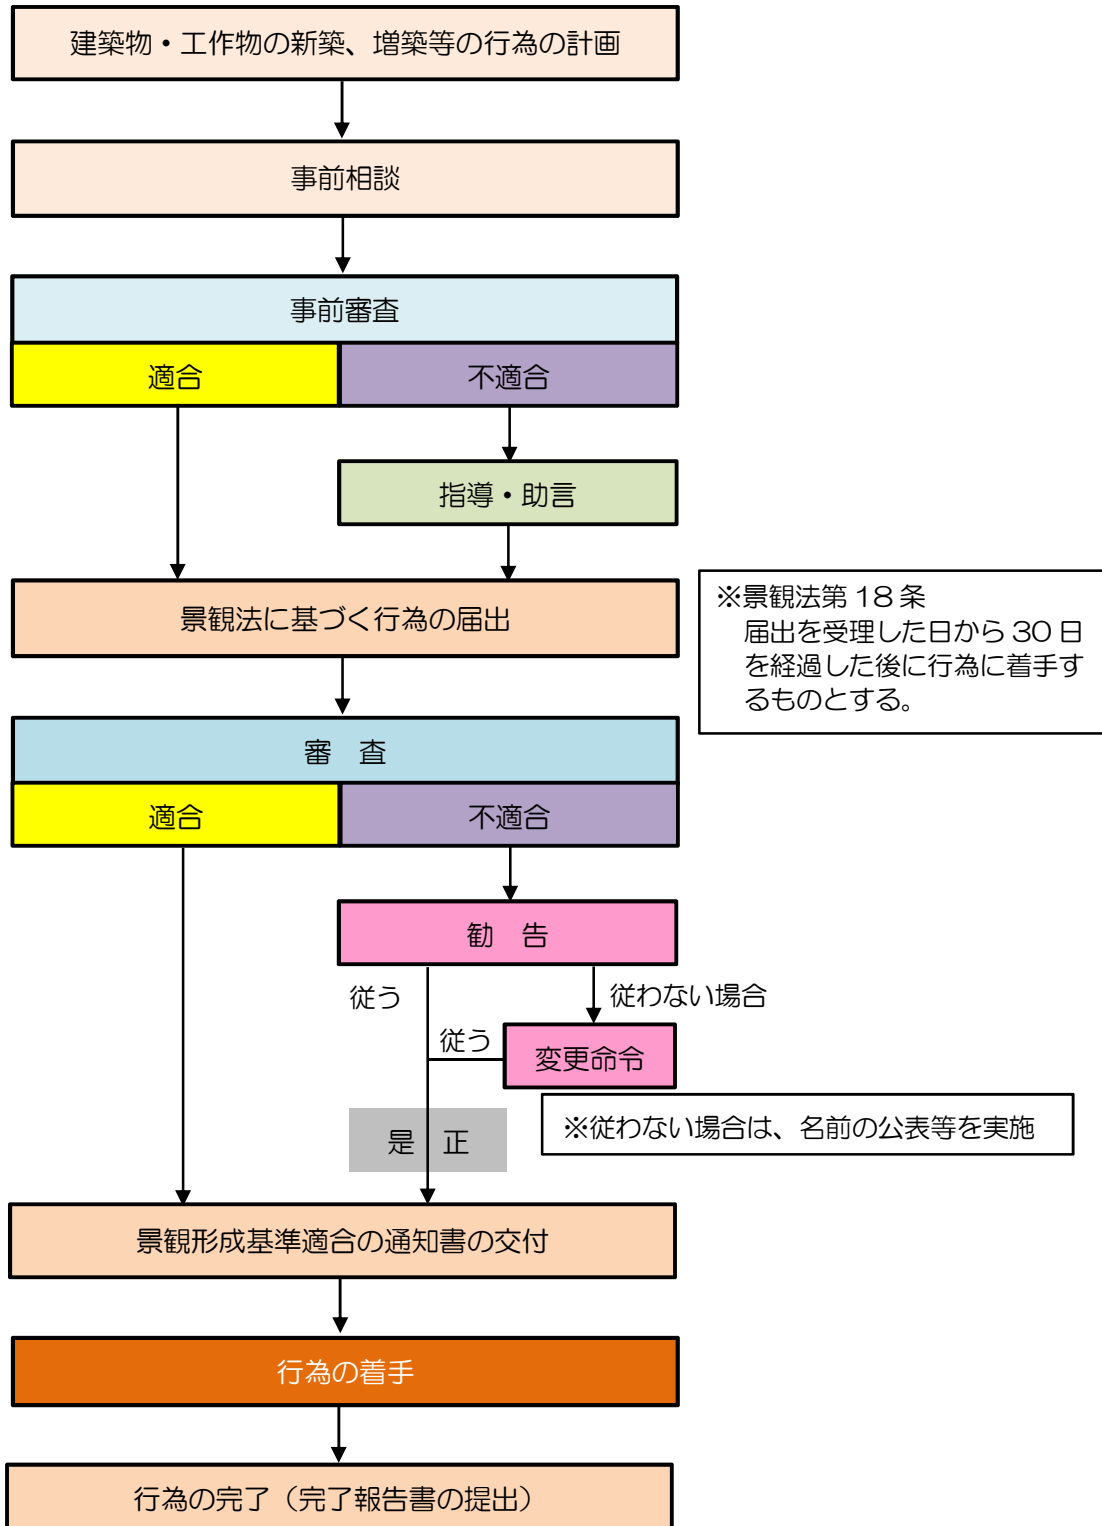 建築物・工作物の新築、増築等の行為の計画
事前相談
事前審査
適合
不適合
指導・助言
景観法に基づく行為の届出
※景観法第18条
届出を受理した日から30日
を経過した後に行為に着手す
るものとする。
審　査
適合
不適合
勧　告
従う
従わない場合
従う
変更命令
※従わない場合は、名前の公表等を実施
是　正
景観形成基準適合の通知書の交付
行為の着手
行為の完了（完了報告書の提出）